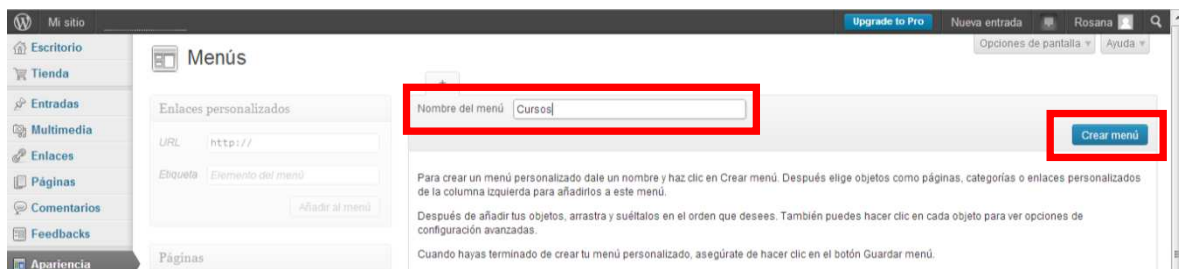 Mi sitio
Upgrade to Pro
Nueva entrada
Rosana
Escritorio
Tienda
Entradas
Multimedia
Enlaces
Páginas
Comentarios
Feedbacks
Apariencia
Menús
Opciones de pantalla
Ayuda
Enlaces personalizados
URL http://
Etiqueta Elemento del menú
Añadir al menú
Páginas
+
Nombre del menú Cursos
Crear menú
Para crear un menú personalizado dale un nombre y haz clic en Crear menú. Después elige objetos como páginas, categorías o enlaces personalizados
de la columna izquierda para añadirlos a este menú.
Después de añadir tus objetos, arrastra y suéltalos en el orden que desees. También puedes hacer clic en cada objeto para ver opciones de
configuración avanzadas.
Cuando hayas terminado de crear tu menú personalizado, asegúrate de hacer clic en el botón Guardar menú.